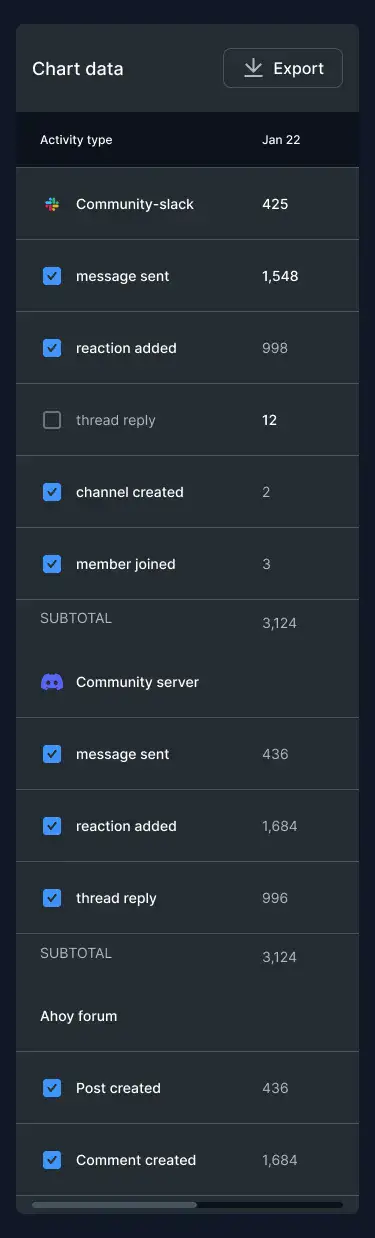 Chart data
Export
Activity type Jan 22
Community-slack 425
message sent 1,548
reaction added 998
thread reply 12
channel created 2
member joined 3
SUBTOTAL 3,124
Community server
message sent 436
reaction added 1,684
thread reply 996
SUBTOTAL 3,124
Ahoy forum
Post created 436
Comment created 1,684